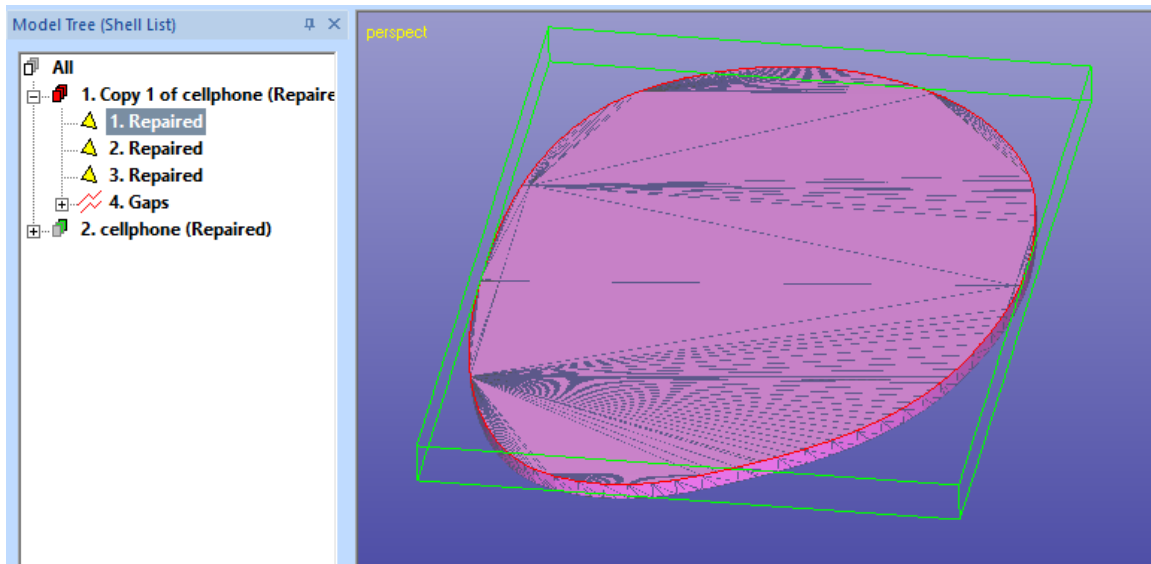 Model Tree (Shell List)
All
1. Copy 1 of cellphone (Repaire
1. Repaired
2. Repaired
3. Repaired
4. Gaps
2. cellphone (Repaired)
perspect